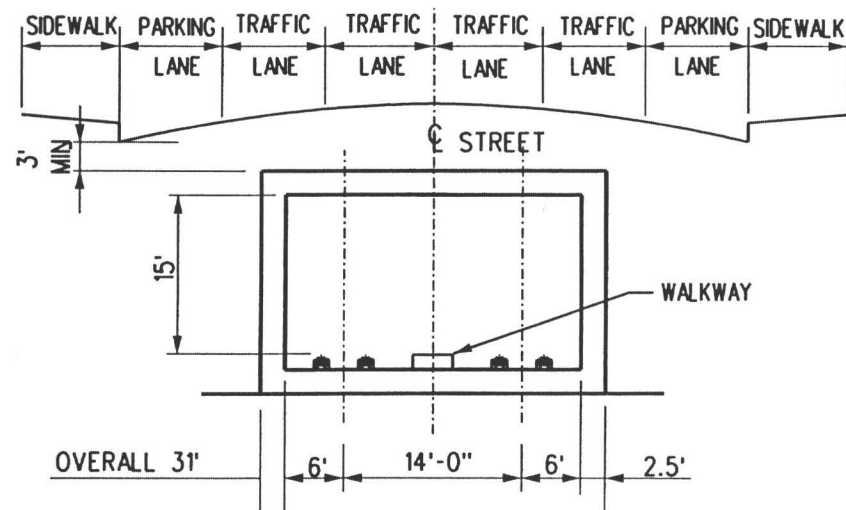 SIDEWALK PARKING LANE TRAFFIC LANE TRAFFIC LANE TRAFFIC LANE TRAFFIC LANE PARKING LANE SIDEWALK
℄ STREET
3' MIN
15'
WALKWAY
OVERALL 31' 6' 14'-0" 6' 2.5'